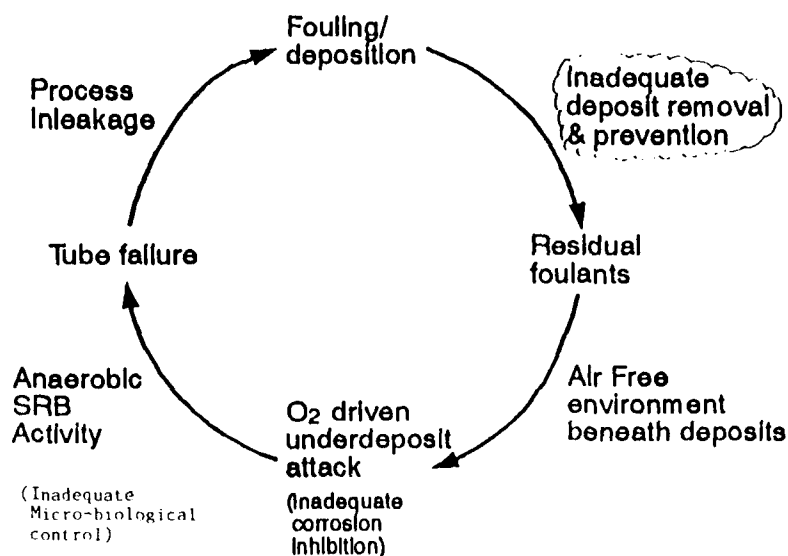 Fouling/
deposition
Inadequate
deposit removal
& prevention
Residual
foulants
Air Free
environment
beneath deposits
O₂ driven
underdeposit
attack
(Inadequate
corrosion
inhibition)
Anaerobic
SRB
Activity
(Inadequate
Micro-biological
control)
Tube failure
Process
Inleakage